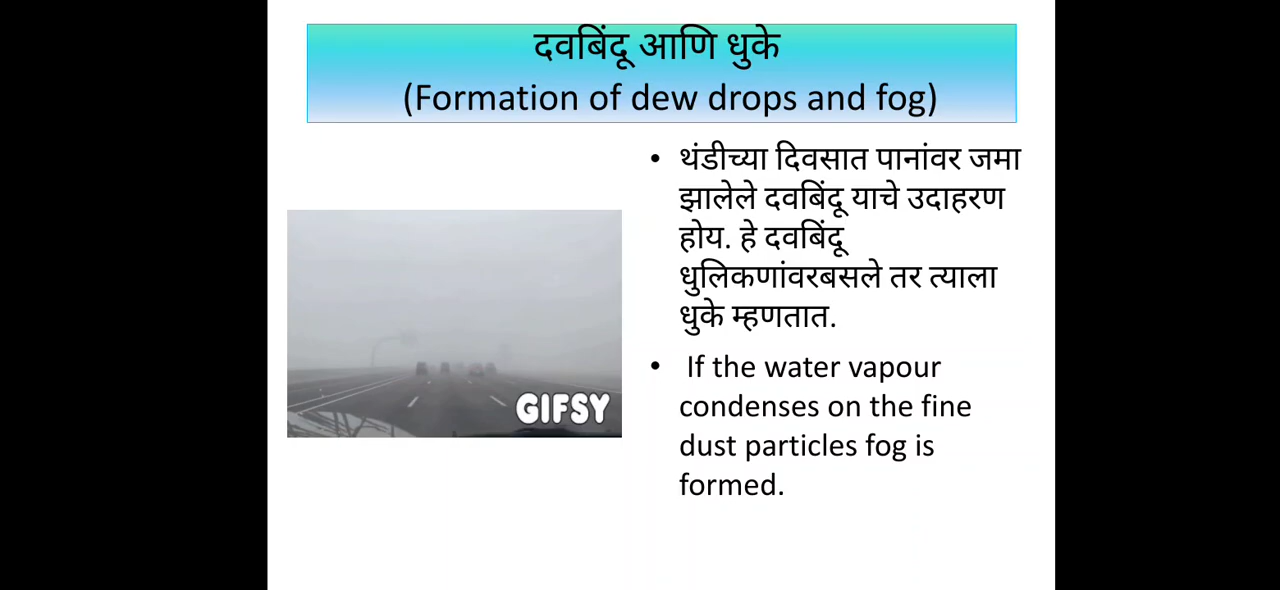 दवबिंदू आणि धुके
(Formation of dew drops and fog)
• थंडीच्या दिवसात पानांवर जमा
झालेले दवबिंदू याचे उदाहरण
होय. हे दवबिंदू
धुलिकणांवरबसले तर त्याला
धुके म्हणतात.
• If the water vapour
condenses on the fine
dust particles fog is
formed.
GIFSY